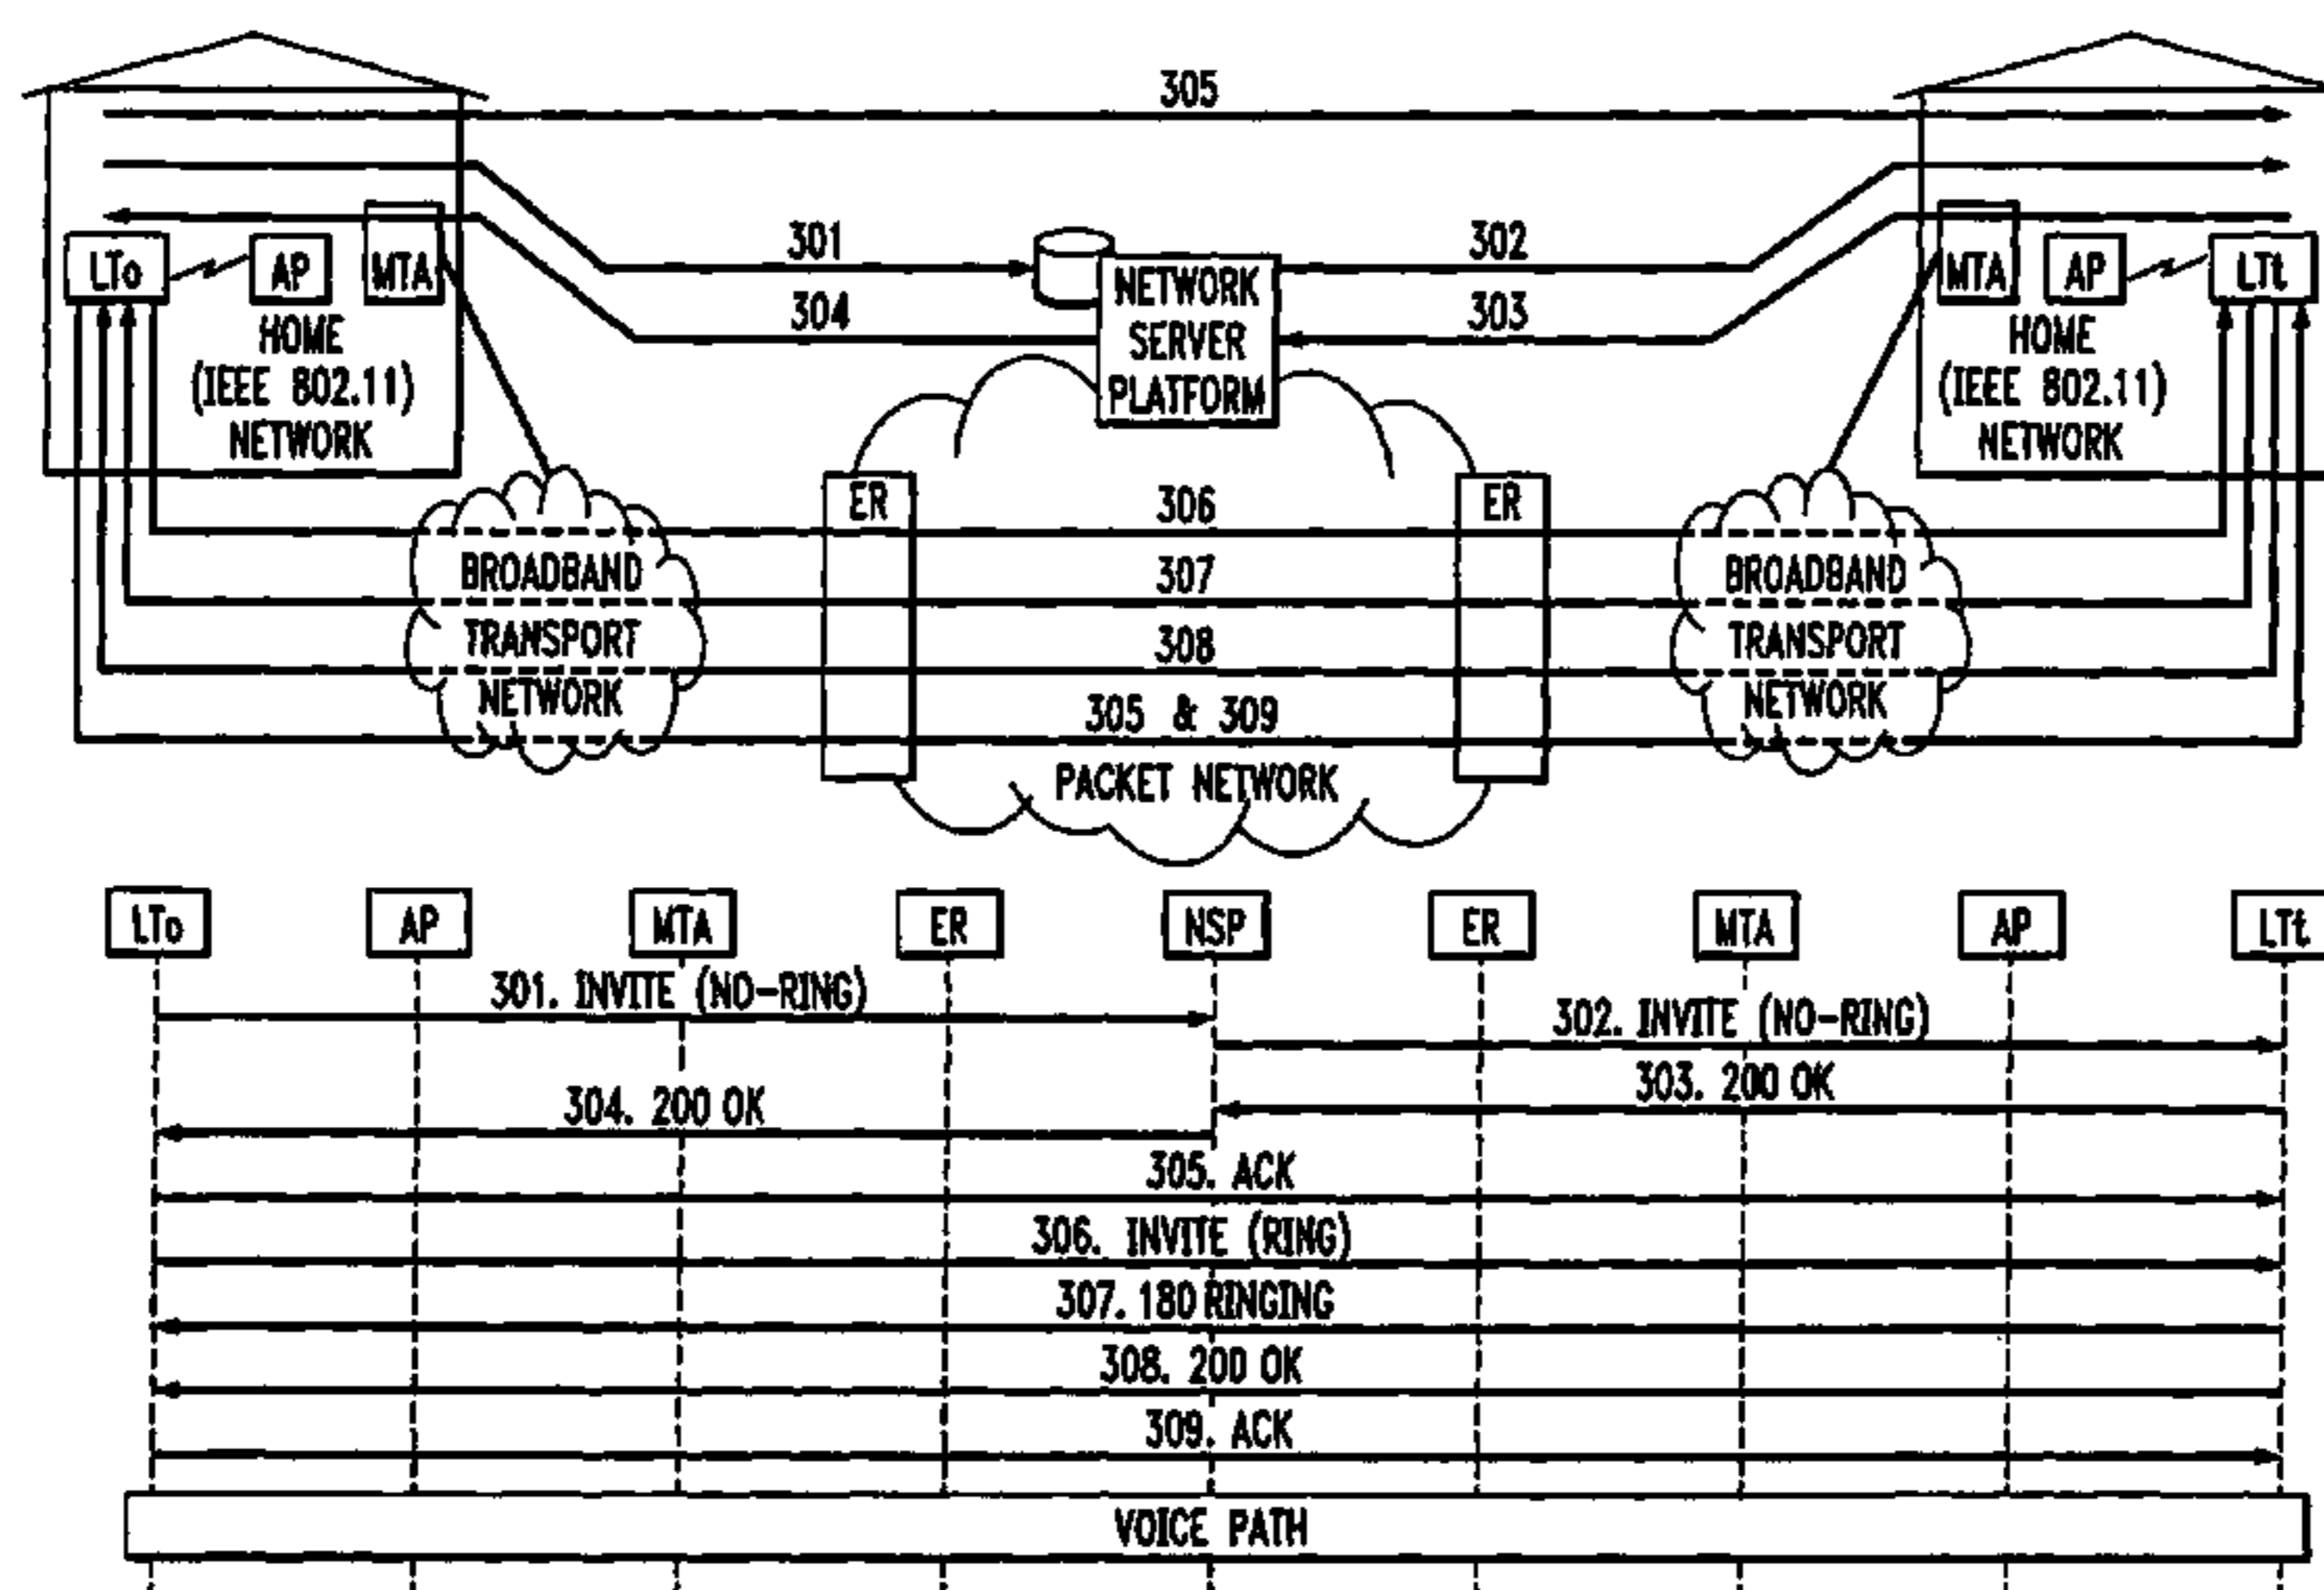 305
301
302
304
303
LTo
AP
MTA
HOME
(IEEE 802.11)
NETWORK
NETWORK
SERVER
PLATFORM
MTA
AP
LTt
HOME
(IEEE 802.11)
NETWORK
ER
306
ER
BROADBAND
TRANSPORT
NETWORK
307
308
305 & 309
BROADBAND
TRANSPORT
NETWORK
PACKET NETWORK
LTo AP MTA ER NSP ER MTA AP LTt
301. INVITE (NO-RING)
302. INVITE (NO-RING)
303. 200 OK
304. 200 OK
305. ACK
306. INVITE (RING)
307. 180 RINGING
308. 200 OK
309. ACK
VOICE PATH